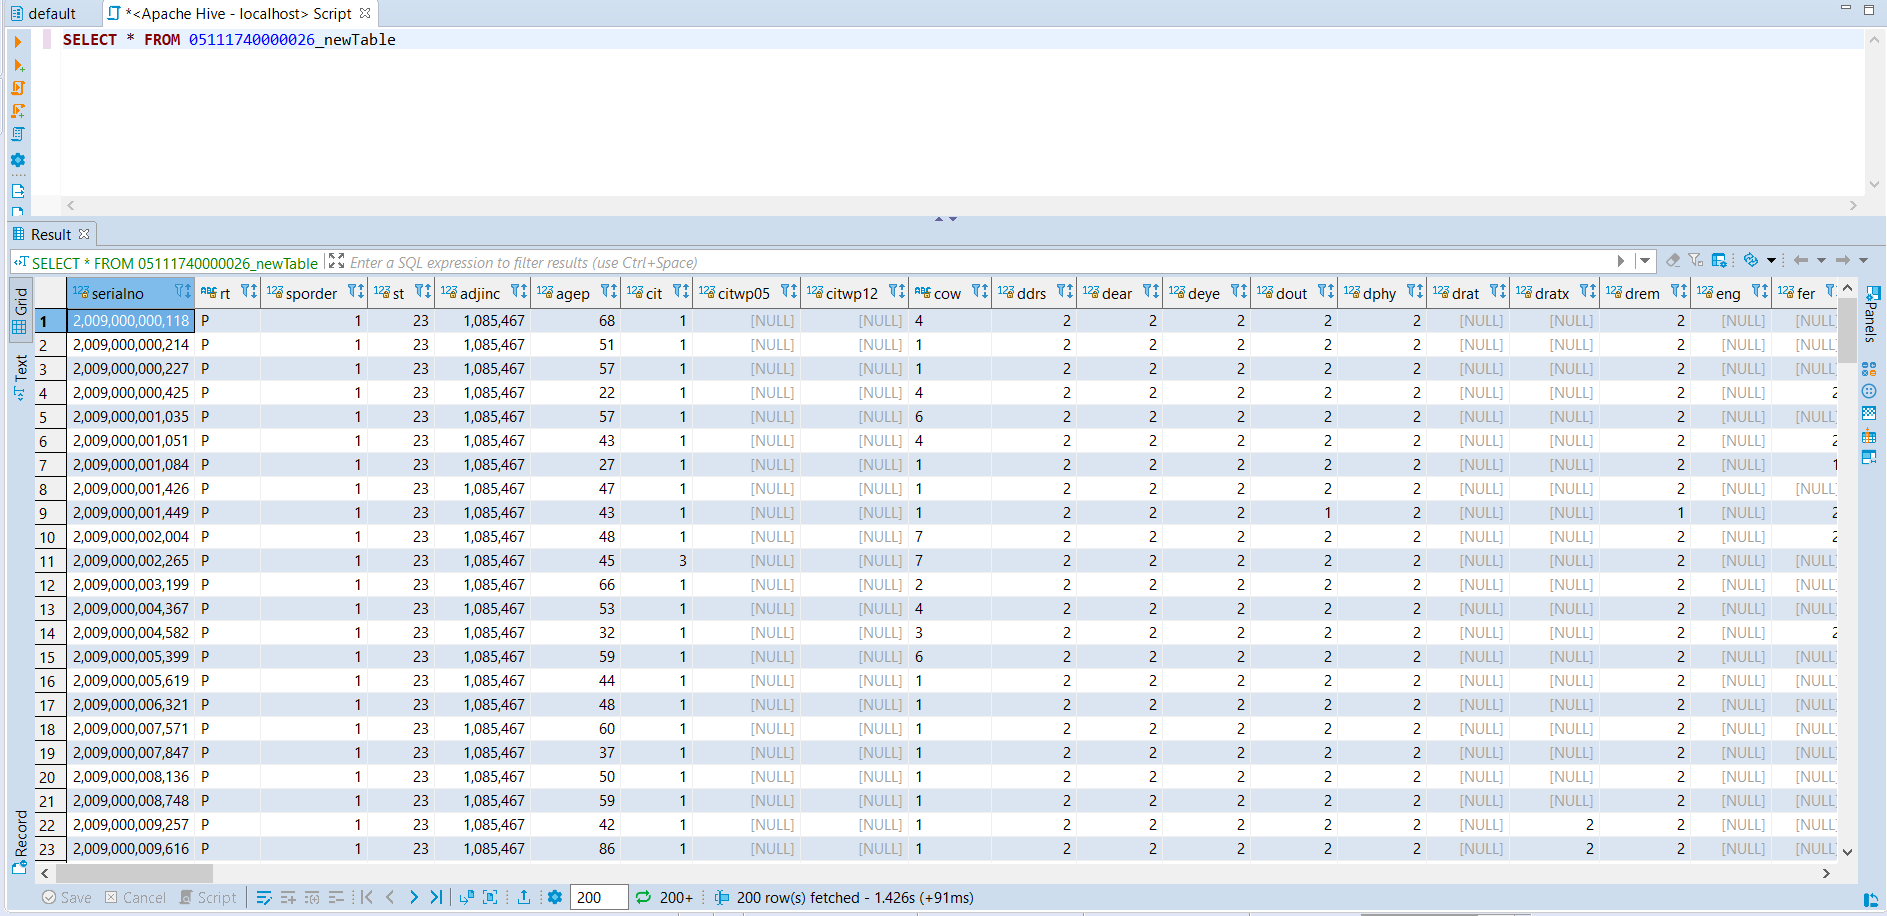 default
*<Apache Hive - localhost> Script
SELECT * FROM 05111740000026_newTable
Result
SELECT * FROM 05111740000026_newTable Enter a SQL expression to filter results (use Ctrl+Space)
Grid
Text
Record
Panels
123 serialno ABC rt 123 sporder 123 st 123 adjinc 123 agep 123 cit 123 citwp05 123 citwp12 ABC cow 123 ddrs 123 dear 123 deye 123 dout 123 dphy 123 drat 123 dratx 123 drem 123 eng 123 fer
1 2,009,000,000,118 P 1 23 1,085,467 68 1 [NULL] [NULL] 4 2 2 2 2 2 [NULL] [NULL] 2 [NULL] [NULL]
2 2,009,000,000,214 P 1 23 1,085,467 51 1 [NULL] [NULL] 1 2 2 2 2 2 [NULL] [NULL] 2 [NULL] [NULL]
3 2,009,000,000,227 P 1 23 1,085,467 57 1 [NULL] [NULL] 1 2 2 2 2 2 [NULL] [NULL] 2 [NULL] [NULL]
4 2,009,000,000,425 P 1 23 1,085,467 22 1 [NULL] [NULL] 4 2 2 2 2 2 [NULL] [NULL] 2 [NULL] 2
5 2,009,000,001,035 P 1 23 1,085,467 57 1 [NULL] [NULL] 6 2 2 2 2 2 [NULL] [NULL] 2 [NULL] [NULL]
6 2,009,000,001,051 P 1 23 1,085,467 43 1 [NULL] [NULL] 4 2 2 2 2 2 [NULL] [NULL] 2 [NULL] 2
7 2,009,000,001,084 P 1 23 1,085,467 27 1 [NULL] [NULL] 1 2 2 2 2 2 [NULL] [NULL] 2 [NULL] 1
8 2,009,000,001,426 P 1 23 1,085,467 47 1 [NULL] [NULL] 1 2 2 2 2 2 [NULL] [NULL] 2 [NULL] [NULL]
9 2,009,000,001,449 P 1 23 1,085,467 43 1 [NULL] [NULL] 1 2 2 2 1 2 [NULL] [NULL] 1 [NULL] 2
10 2,009,000,002,004 P 1 23 1,085,467 48 1 [NULL] [NULL] 7 2 2 2 2 2 [NULL] [NULL] 2 [NULL] 2
11 2,009,000,002,265 P 1 23 1,085,467 45 3 [NULL] [NULL] 7 2 2 2 2 2 [NULL] [NULL] 2 [NULL] [NULL]
12 2,009,000,003,199 P 1 23 1,085,467 66 1 [NULL] [NULL] 2 2 2 2 2 2 [NULL] [NULL] 2 [NULL] [NULL]
13 2,009,000,004,367 P 1 23 1,085,467 53 1 [NULL] [NULL] 4 2 2 2 2 2 [NULL] [NULL] 2 [NULL] [NULL]
14 2,009,000,004,582 P 1 23 1,085,467 32 1 [NULL] [NULL] 3 2 2 2 2 2 [NULL] [NULL] 2 [NULL] 2
15 2,009,000,005,399 P 1 23 1,085,467 59 1 [NULL] [NULL] 6 2 2 2 2 2 [NULL] [NULL] 2 [NULL] [NULL]
16 2,009,000,005,619 P 1 23 1,085,467 44 1 [NULL] [NULL] 1 2 2 2 2 2 [NULL] [NULL] 2 [NULL] [NULL]
17 2,009,000,006,321 P 1 23 1,085,467 48 1 [NULL] [NULL] 1 2 2 2 2 2 [NULL] [NULL] 2 [NULL] [NULL]
18 2,009,000,007,571 P 1 23 1,085,467 60 1 [NULL] [NULL] 1 2 2 2 2 2 [NULL] [NULL] 2 [NULL] [NULL]
19 2,009,000,007,847 P 1 23 1,085,467 37 1 [NULL] [NULL] 1 2 2 2 2 2 [NULL] [NULL] 2 [NULL] [NULL]
20 2,009,000,008,136 P 1 23 1,085,467 50 1 [NULL] [NULL] 1 2 2 2 2 2 [NULL] [NULL] 2 [NULL] [NULL]
21 2,009,000,008,748 P 1 23 1,085,467 59 1 [NULL] [NULL] 1 2 2 2 2 2 [NULL] [NULL] 2 [NULL] [NULL]
22 2,009,000,009,257 P 1 23 1,085,467 42 1 [NULL] [NULL] 1 2 2 2 2 2 [NULL] 2 2 [NULL] [NULL]
23 2,009,000,009,616 P 1 23 1,085,467 86 1 [NULL] [NULL] 1 2 2 2 2 2 [NULL] 2 2 [NULL] [NULL]
Save Cancel Script 200 200+ 200 row(s) fetched - 1.426s (+91ms)